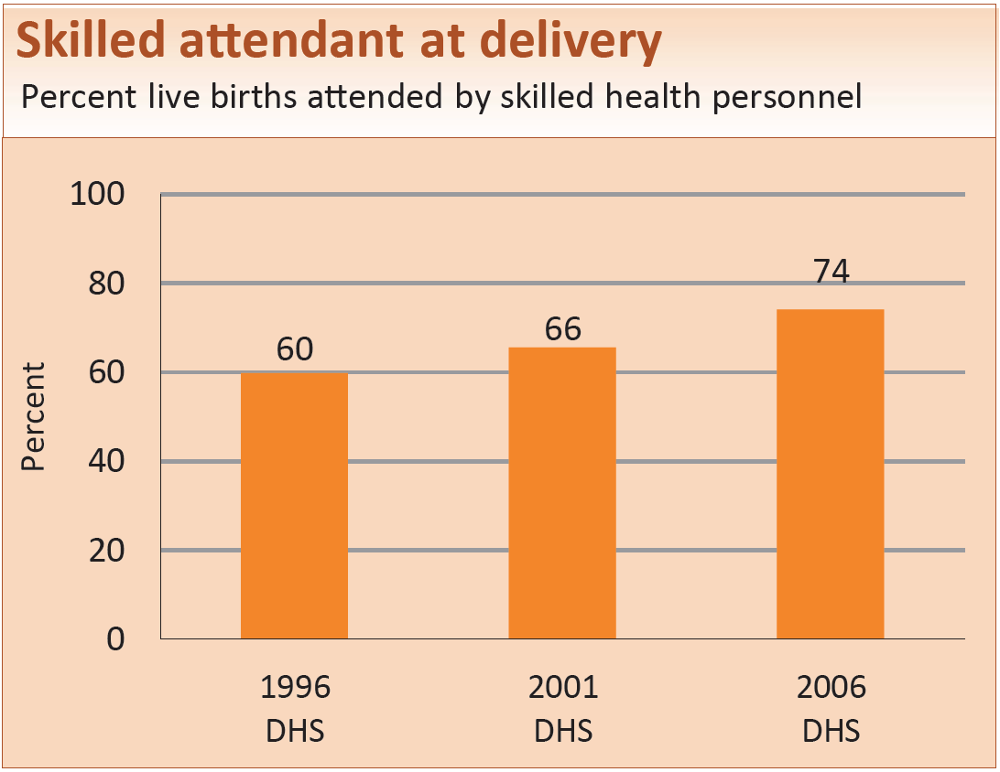 Skilled attendant at delivery
Percent live births attended by skilled health personnel
100
80
60
40
20
0
Percent
60
66
74
1996
DHS
2001
DHS
2006
DHS